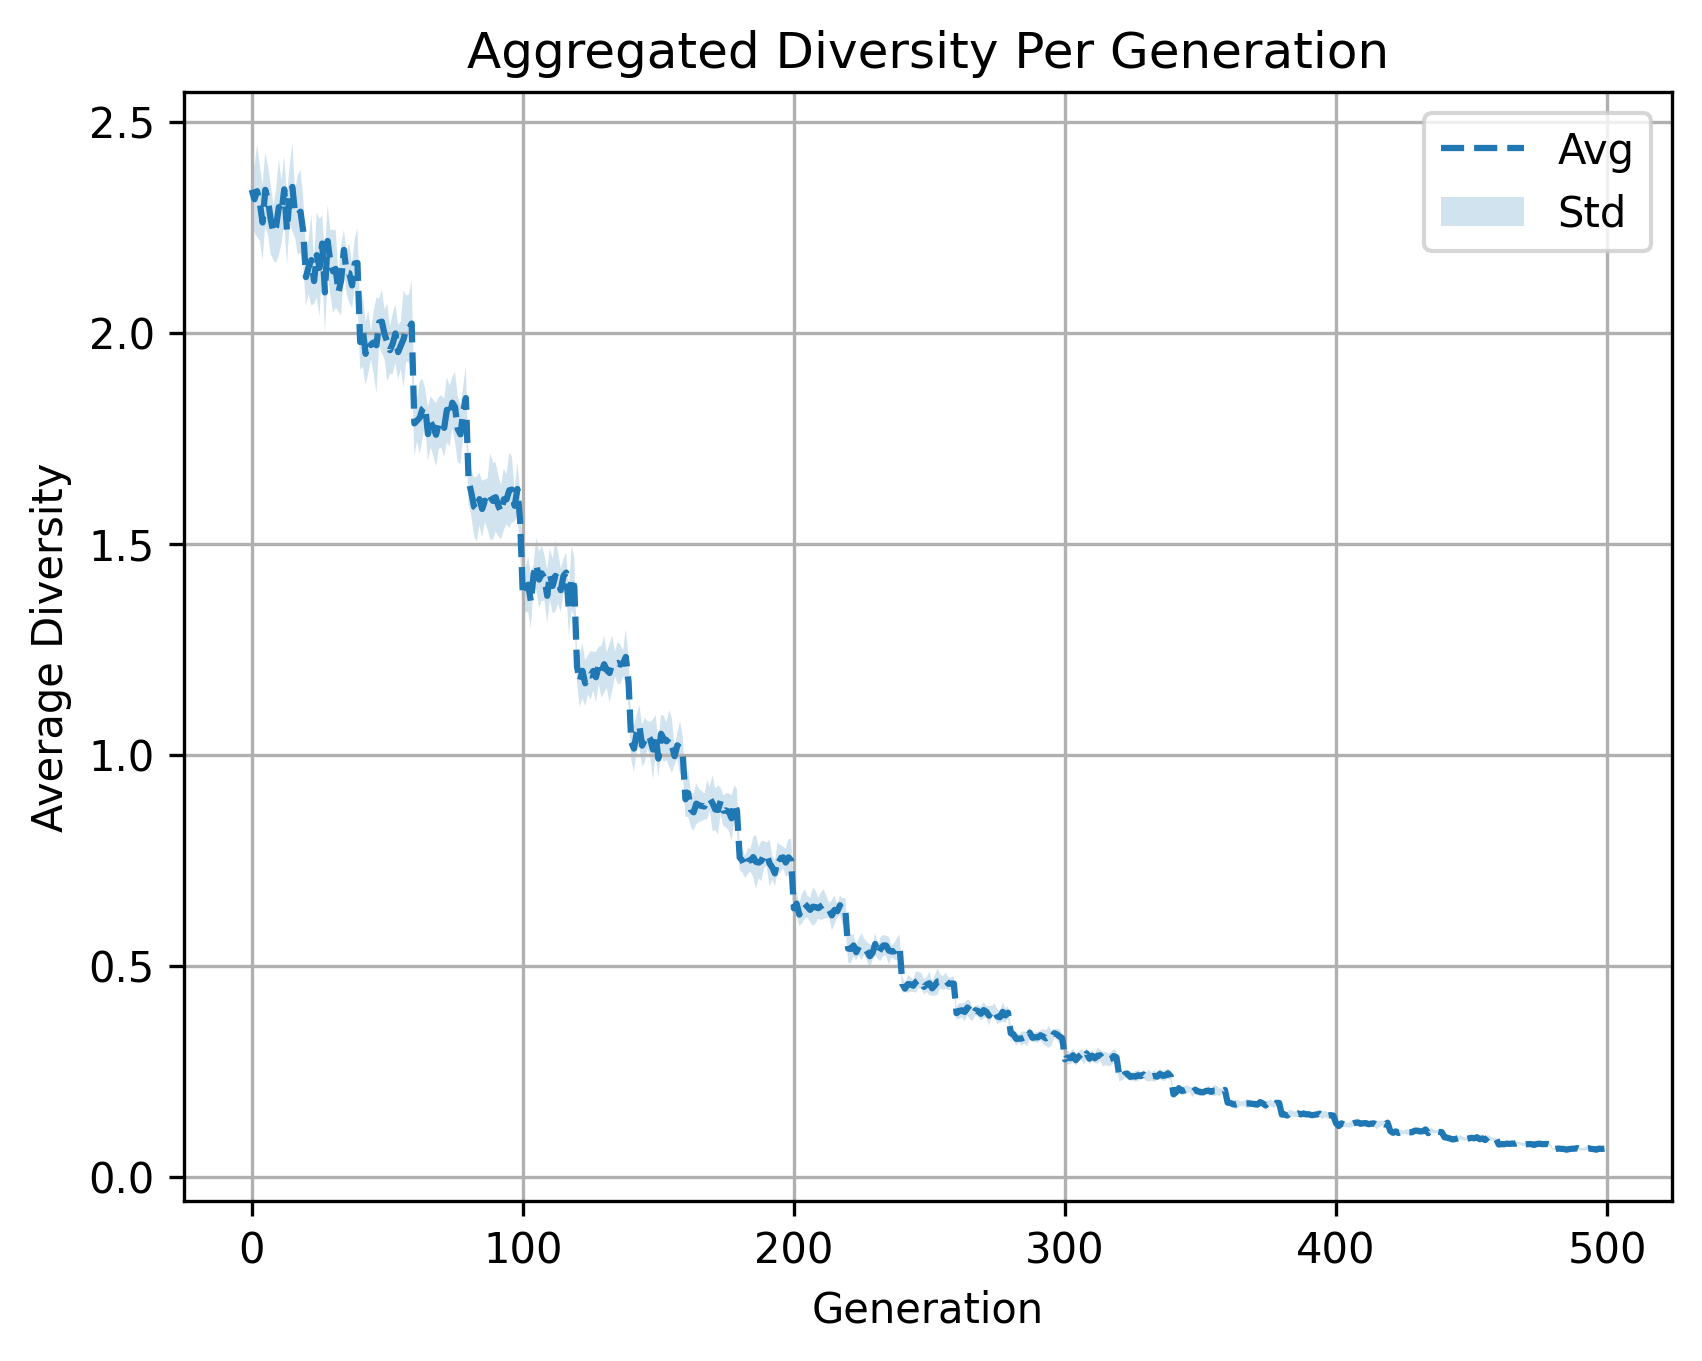 Aggregated Diversity Per Generation
2.5
2.0
1.5
1.0
0.5
0.0
Average Diversity
Avg
Std
0 100 200 300 400 500
Generation